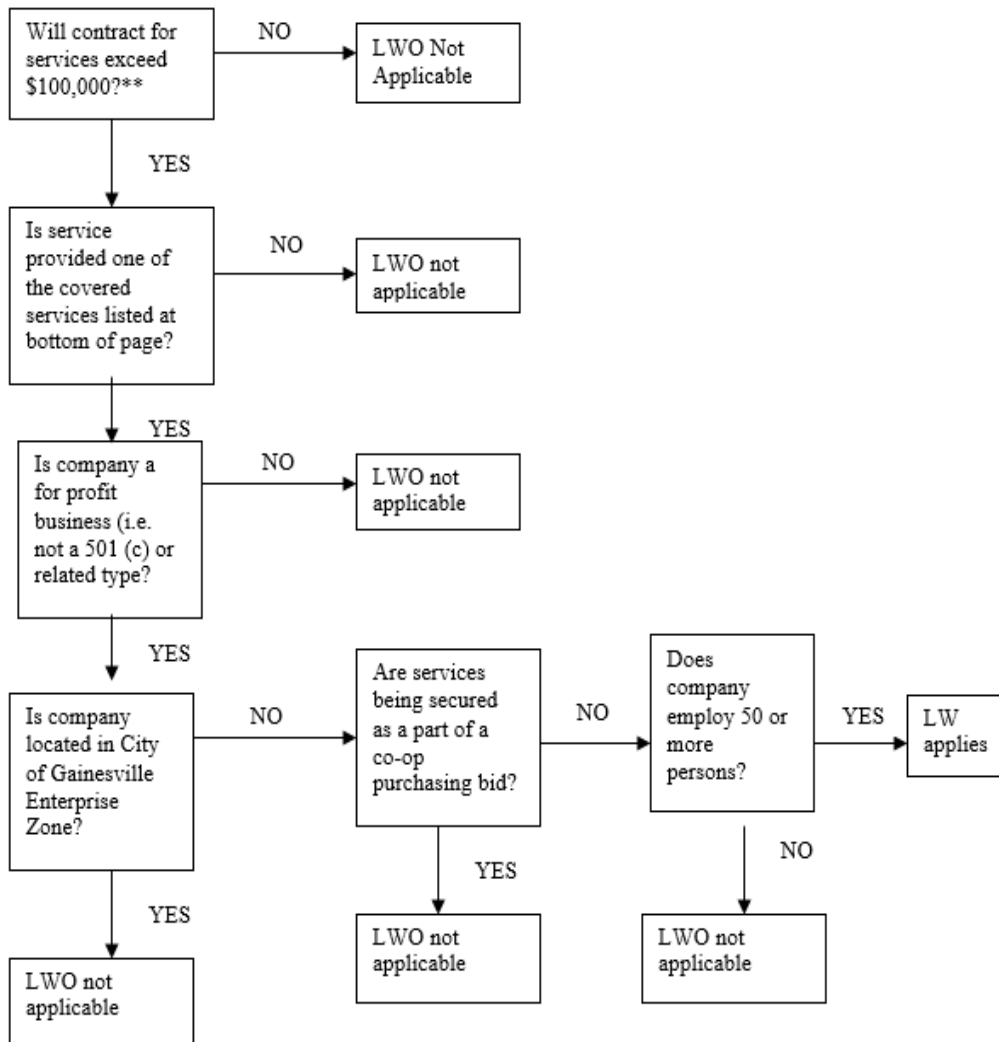 Will contract for
services exceed
$100,000?**
NO
LWO Not
Applicable
YES
Is service
provided one of
the covered
services listed at
bottom of page?
NO
LWO not
applicable
YES
Is company a
for profit
business (i.e.
not a 501 (c) or
related type?
NO
LWO not
applicable
YES
Is company
located in City
of Gainesville
Enterprise
Zone?
NO
Are services
being secured
as a part of a
co-op
purchasing bid?
NO
Does
company
employ 50 or
more
persons?
YES
LW
applies
YES
LWO not
applicable
YES
LWO not
applicable
NO
LWO not
applicable